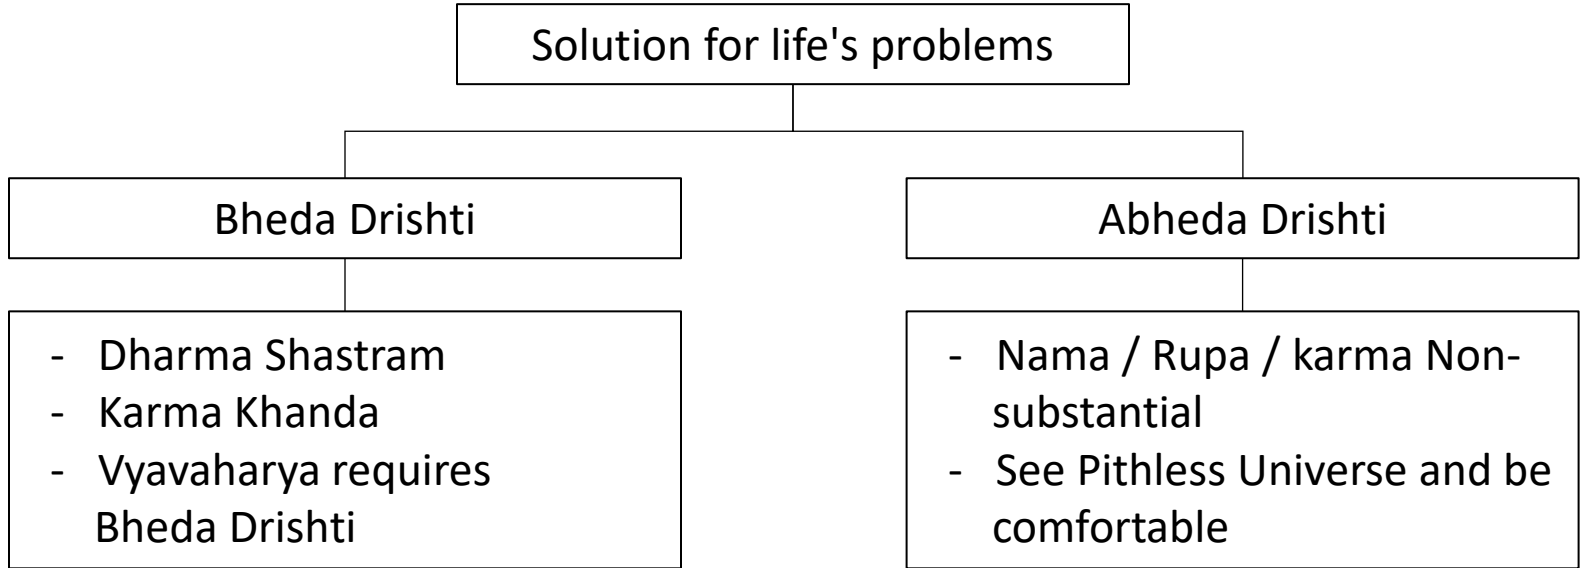 Solution for life's problems
Bheda Drishti
Abheda Drishti
- Dharma Shastram
- Karma Khanda
- Vyavaharya requires
Bheda Drishti
- Nama / Rupa / karma Non-
substantial
- See Pithless Universe and be
comfortable